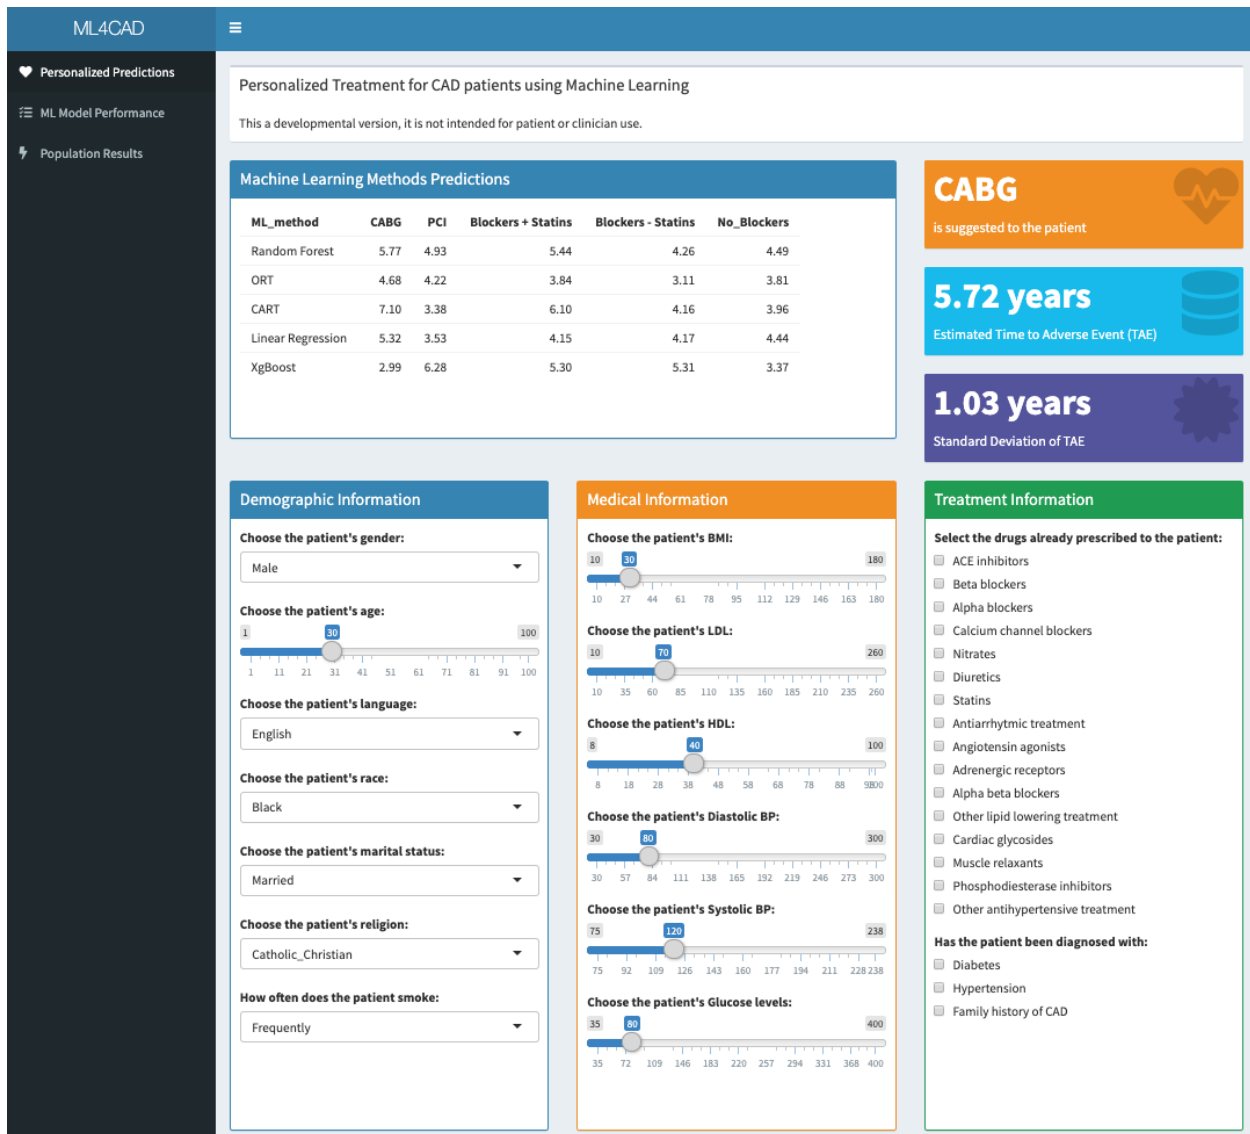 ML4CAD
Personalized Predictions
ML Model Performance
Population Results
Personalized Treatment for CAD patients using Machine Learning
This a developmental version, it is not intended for patient or clinician use.
Machine Learning Methods Predictions
ML_method CABG PCI Blockers + Statins Blockers - Statins No_Blockers
Random Forest 5.77 4.93 5.44 4.26 4.49
ORT 4.68 4.22 3.84 3.11 3.81
CART 7.10 3.38 6.10 4.16 3.96
Linear Regression 5.32 3.53 4.15 4.17 4.44
XgBoost 2.99 6.28 5.30 5.31 3.37
CABG
is suggested to the patient
5.72 years
Estimated Time to Adverse Event (TAE)
1.03 years
Standard Deviation of TAE
Demographic Information
Choose the patient's gender:
Male
Choose the patient's age:
1 30 100
1 11 21 31 41 51 61 71 81 91 100
Choose the patient's language:
English
Choose the patient's race:
Black
Choose the patient's marital status:
Married
Choose the patient's religion:
Catholic_Christian
How often does the patient smoke:
Frequently
Medical Information
Choose the patient's BMI:
10 30 180
10 27 44 61 78 95 112 129 146 163 180
Choose the patient's LDL:
10 70 260
10 35 60 85 110 135 160 185 210 235 260
Choose the patient's HDL:
8 40 100
8 18 28 38 48 58 68 78 88 98 100
Choose the patient's Diastolic BP:
30 80 300
30 57 84 111 138 165 192 219 246 273 300
Choose the patient's Systolic BP:
75 120 238
75 92 109 126 143 160 177 194 211 228 238
Choose the patient's Glucose levels:
35 80 400
35 72 109 146 183 220 257 294 331 368 400
Treatment Information
Select the drugs already prescribed to the patient:
ACE inhibitors
Beta blockers
Alpha blockers
Calcium channel blockers
Nitrates
Diuretics
Statins
Antiarrhytmic treatment
Angiotensin agonists
Adrenergic receptors
Alpha beta blockers
Other lipid lowering treatment
Cardiac glycosides
Muscle relaxants
Phosphodiesterase inhibitors
Other antihypertensive treatment
Has the patient been diagnosed with:
Diabetes
Hypertension
Family history of CAD